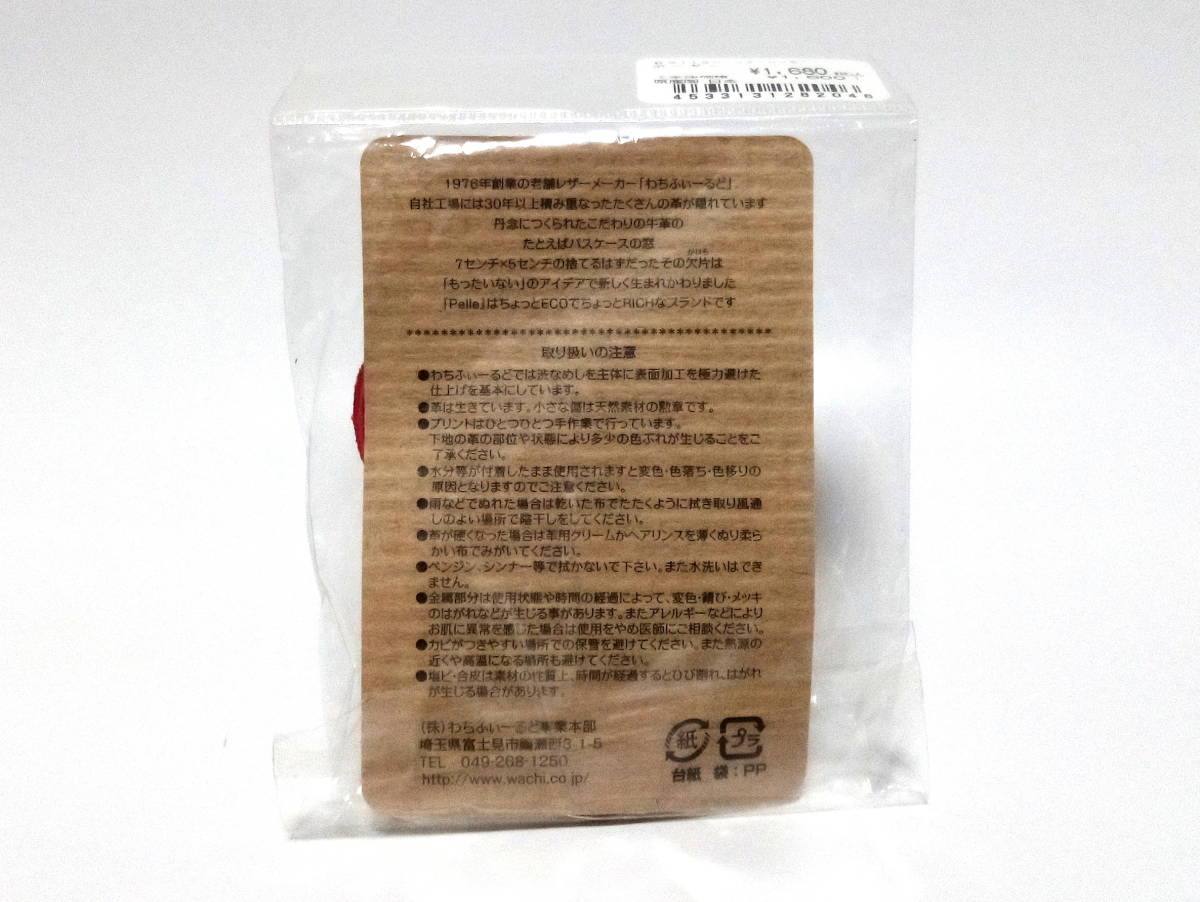 ¥1,680
¥1,600
原産国 日本
4533131282046
1976年創業の老舗レザーメーカー「わちふぃーるど」
自社工場には30年以上積み重なったたくさんの革が隠れています
丹念につくられたこだわりの牛革の
たとえばパスケースの窓
かけら
7センチ×5センチの捨てるはずだったその欠片は
「もったいない」のアイデアで新しく生まれかわりました
「Pelle」はちょっとECOでちょっとRICHなブランドです
取り扱いの注意
●わちふぃーるどでは渋なめしを主体に表面加工を極力避けた
仕上げを基本にしています。
●革は生きています。小さな傷は天然素材の勲章です。
●プリントはひとつひとつ手作業で行っています。
下地の革の部位や状態により多少の色ぶれが生じることをご
了承ください。
●水分等が付着したまま使用されますと変色・色落ち・色移りの
原因となりますのでご注意ください。
●雨などでぬれた場合は乾いた布でたたくように拭き取り風通
しのよい場所で陰干しをしてください。
●革が硬くなった場合は革用クリームかヘアリンスを薄くぬり柔ら
かい布でみがいてください。
●ベンジン、シンナー等で拭かないで下さい。また水洗いはでき
ません。
●金属部分は使用状態や時間の経過によって、変色・錆び・メッキ
のはがれなどが生じる事があります。またアレルギーなどにより
お肌に異常を感じた場合は使用をやめ医師にご相談ください。
●カビがつきやすい場所での保管を避けてください。また熱源の
近くや高温になる場所も避けてください。
●塩ビ・合皮は素材の性質上、時間が経過するとひび割れ、はがれ
が生じる場合があります。
(株)わちふぃーるど事業本部
埼玉県富士見市鶴瀬西3-1-5
TEL 049-268-1250
http://www.wachi.co.jp/
紙 プラ
台紙 袋:PP